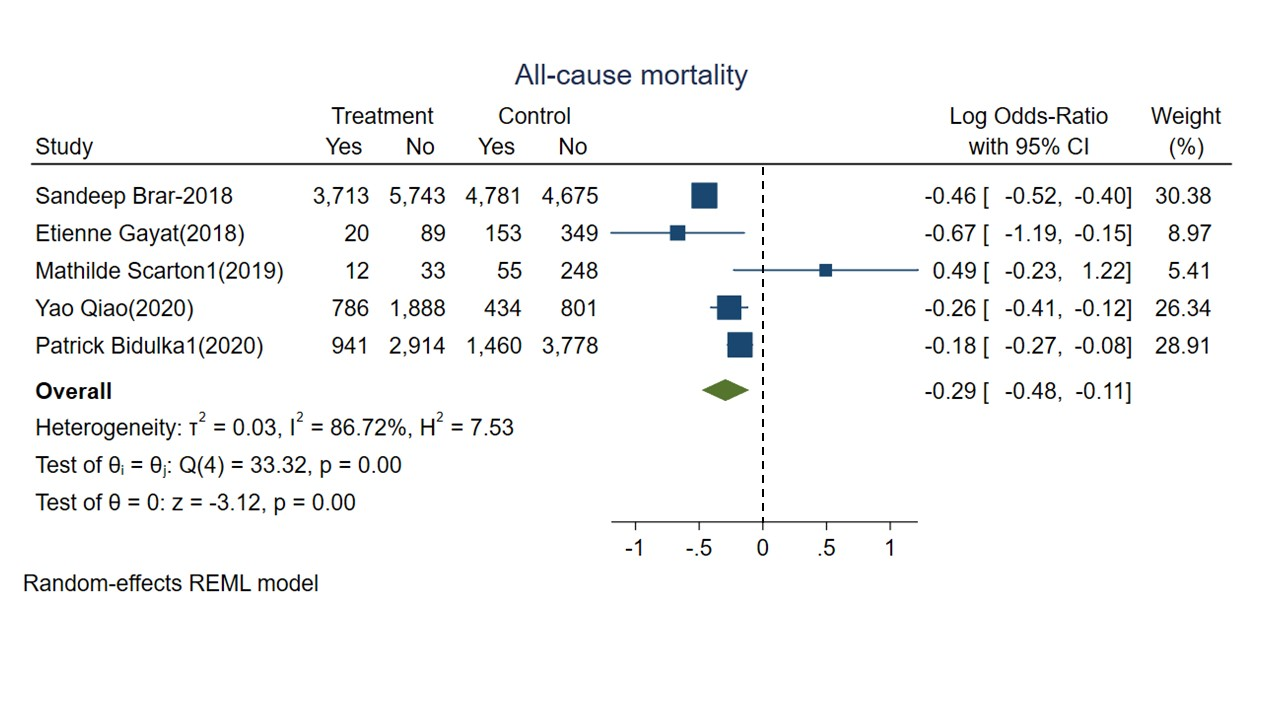 All-cause mortality
Treatment Control Log Odds-Ratio Weight
Study Yes No Yes No with 95% CI (%)
Sandeep Brar-2018 3,713 5,743 4,781 4,675 -0.46 [ -0.52, -0.40] 30.38
Etienne Gayat(2018) 20 89 153 349 -0.67 [ -1.19, -0.15] 8.97
Mathilde Scarton1(2019) 12 33 55 248 0.49 [ -0.23, 1.22] 5.41
Yao Qiao(2020) 786 1,888 434 801 -0.26 [ -0.41, -0.12] 26.34
Patrick Bidulka1(2020) 941 2,914 1,460 3,778 -0.18 [ -0.27, -0.08] 28.91
Overall -0.29 [ -0.48, -0.11]
Heterogeneity: τ² = 0.03, I² = 86.72%, H² = 7.53
Test of θᵢ = θⱼ: Q(4) = 33.32, p = 0.00
Test of θ = 0: z = -3.12, p = 0.00
-1 -.5 0 .5 1
Random-effects REML model